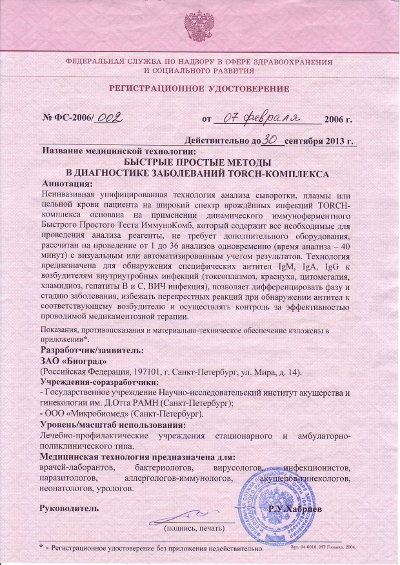 ФЕДЕРАЛЬНАЯ СЛУЖБА ПО НАДЗОРУ В СФЕРЕ ЗДРАВООХРАНЕНИЯ
И СОЦИАЛЬНОГО РАЗВИТИЯ
РЕГИСТРАЦИОННОЕ УДОСТОВЕРЕНИЕ
№ ФС-2006/ 002 от 07 февраля 2006 г.
Действительно до 30 сентября 2013 г.
Название медицинской технологии:
БЫСТРЫЕ ПРОСТЫЕ МЕТОДЫ
В ДИАГНОСТИКЕ ЗАБОЛЕВАНИЙ TORCH-КОМПЛЕКСА
Аннотация:
Неинвазивная унифицированная технология анализа сыворотки, плазмы или
цельной крови пациента на широкий спектр врождённых инфекций TORCH-
комплекса основана на применении динамического иммуноферментного
Быстрого Простого Теста ИммуноКомб, который содержит все необходимые для
проведения анализа реагенты, не требует дополнительного оборудования,
рассчитан на проведение от 1 до 36 анализов одновременно (время анализа – 40
минут) с визуальным или автоматизированным учетом результатов. Технология
предназначена для обнаружения специфических антител IgM, IgA, IgG к
возбудителям внутриутробных инфекций (токсоплазмоз, краснуха, цитомегалия,
хламидиоз, гепатиты В и С, ВИЧ инфекция), позволяет дифференцировать фазу и
стадию заболевания, избежать перекрестных реакций при обнаружении антител к
соответствующему возбудителю и осуществлять контроль за эффективностью
проводимой медикаментозной терапии.
Показания, противопоказания и материально-техническое обеспечение изложены в
приложении*.
Разработчик/заявитель:
ЗАО «Биоград»
(Российская Федерация, 197101, г. Санкт-Петербург, ул. Мира, д. 14).
Учреждения-соразработчики:
- Государственное учреждение Научно-исследовательский институт акушерства и
гинекологии им. Д.Отта РАМН (Санкт-Петербург);
- ООО «Микробиомед» (Санкт-Петербург).
Уровень/масштаб использования:
Лечебно-профилактические учреждения стационарного и амбулаторно-
поликлинического типа.
Медицинская технология предназначена для:
врачей-лаборантов, бактериологов, вирусологов, инфекционистов,
паразитологов, аллергологов-иммунологов, акушеров-гинекологов,
неонатологов, урологов.
Руководитель Р.У.Хабриев
(подпись, печать)
* » Регистрационное удостоверение без приложения недействительно.